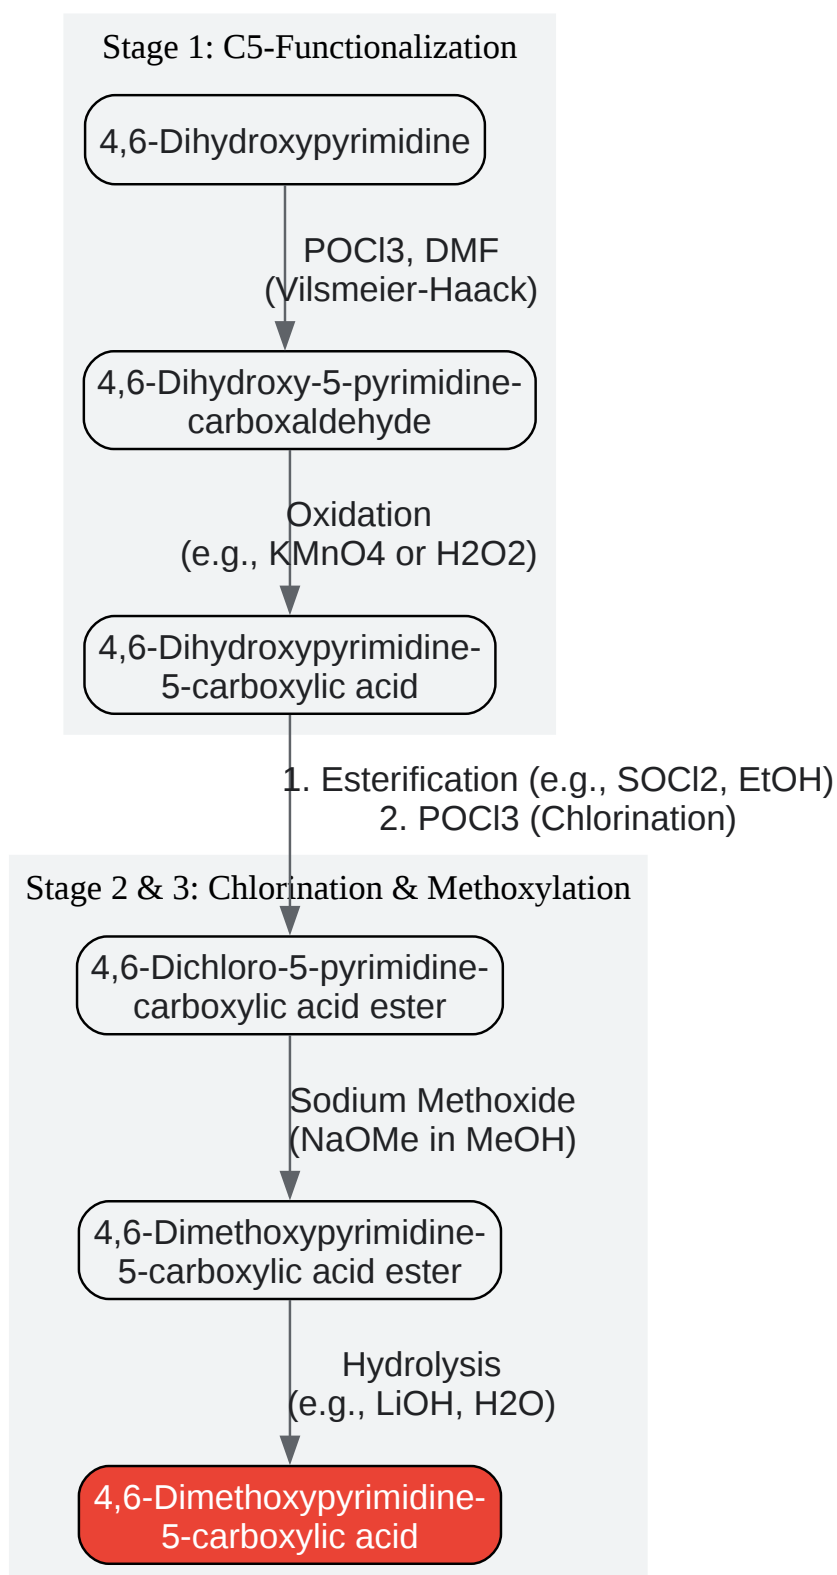 Stage 1: C5-Functionalization
4,6-Dihydroxypyrimidine
POCl3, DMF
(Vilsmeier-Haack)
4,6-Dihydroxy-5-pyrimidine-
carboxaldehyde
Oxidation
(e.g., KMnO4 or H2O2)
4,6-Dihydroxypyrimidine-
5-carboxylic acid
1. Esterification (e.g., SOCl2, EtOH)
2. POCl3 (Chlorination)
Stage 2 & 3: Chlorination & Methoxylation
4,6-Dichloro-5-pyrimidine-
carboxylic acid ester
Sodium Methoxide
(NaOMe in MeOH)
4,6-Dimethoxypyrimidine-
5-carboxylic acid ester
Hydrolysis
(e.g., LiOH, H2O)
4,6-Dimethoxypyrimidine-
5-carboxylic acid